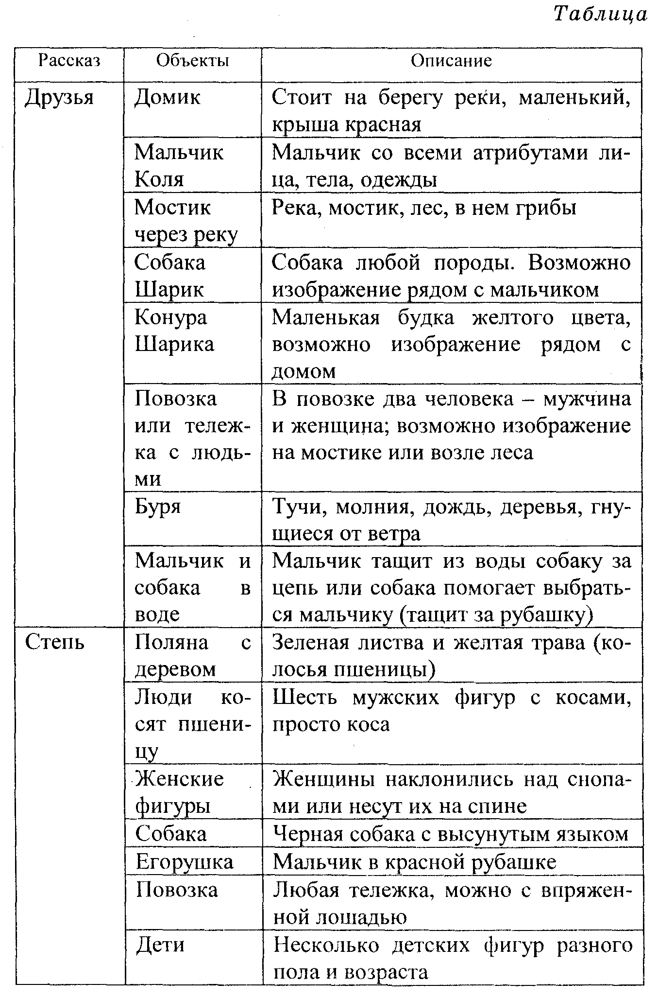 Таблица
Рассказ Объекты Описание
Друзья Домик Стоит на берегу реки, маленький,
крыша красная
Мальчик Мальчик со всеми атрибутами ли-
Коля ца, тела, одежды
Мостик Река, мостик, лес, в нем грибы
через реку
Собака Собака любой породы. Возможно
Шарик изображение рядом с мальчиком
Конура Маленькая будка желтого цвета,
Шарика возможно изображение рядом с
домом
Повозка В повозке два человека – мужчина
или тележ- и женщина; возможно изображение
ка с людь- на мостике или возле леса
ми
Буря Тучи, молния, дождь, деревья, гну-
щиеся от ветра
Мальчик и Мальчик тащит из воды собаку за
собака в цепь или собака помогает выбрать-
воде ся мальчику (тащит за рубашку)
Степь Поляна с Зеленая листва и желтая трава (ко-
деревом лосья пшеницы)
Люди ко- Шесть мужских фигур с косами,
сят пшени- просто коса
цу
Женские Женщины наклонились над снопа-
фигуры ми или несут их на спине
Собака Черная собака с высунутым языком
Егорушка Мальчик в красной рубашке
Повозка Любая тележка, можно с впряжен-
ной лошадью
Дети Несколько детских фигур разного
пола и возраста